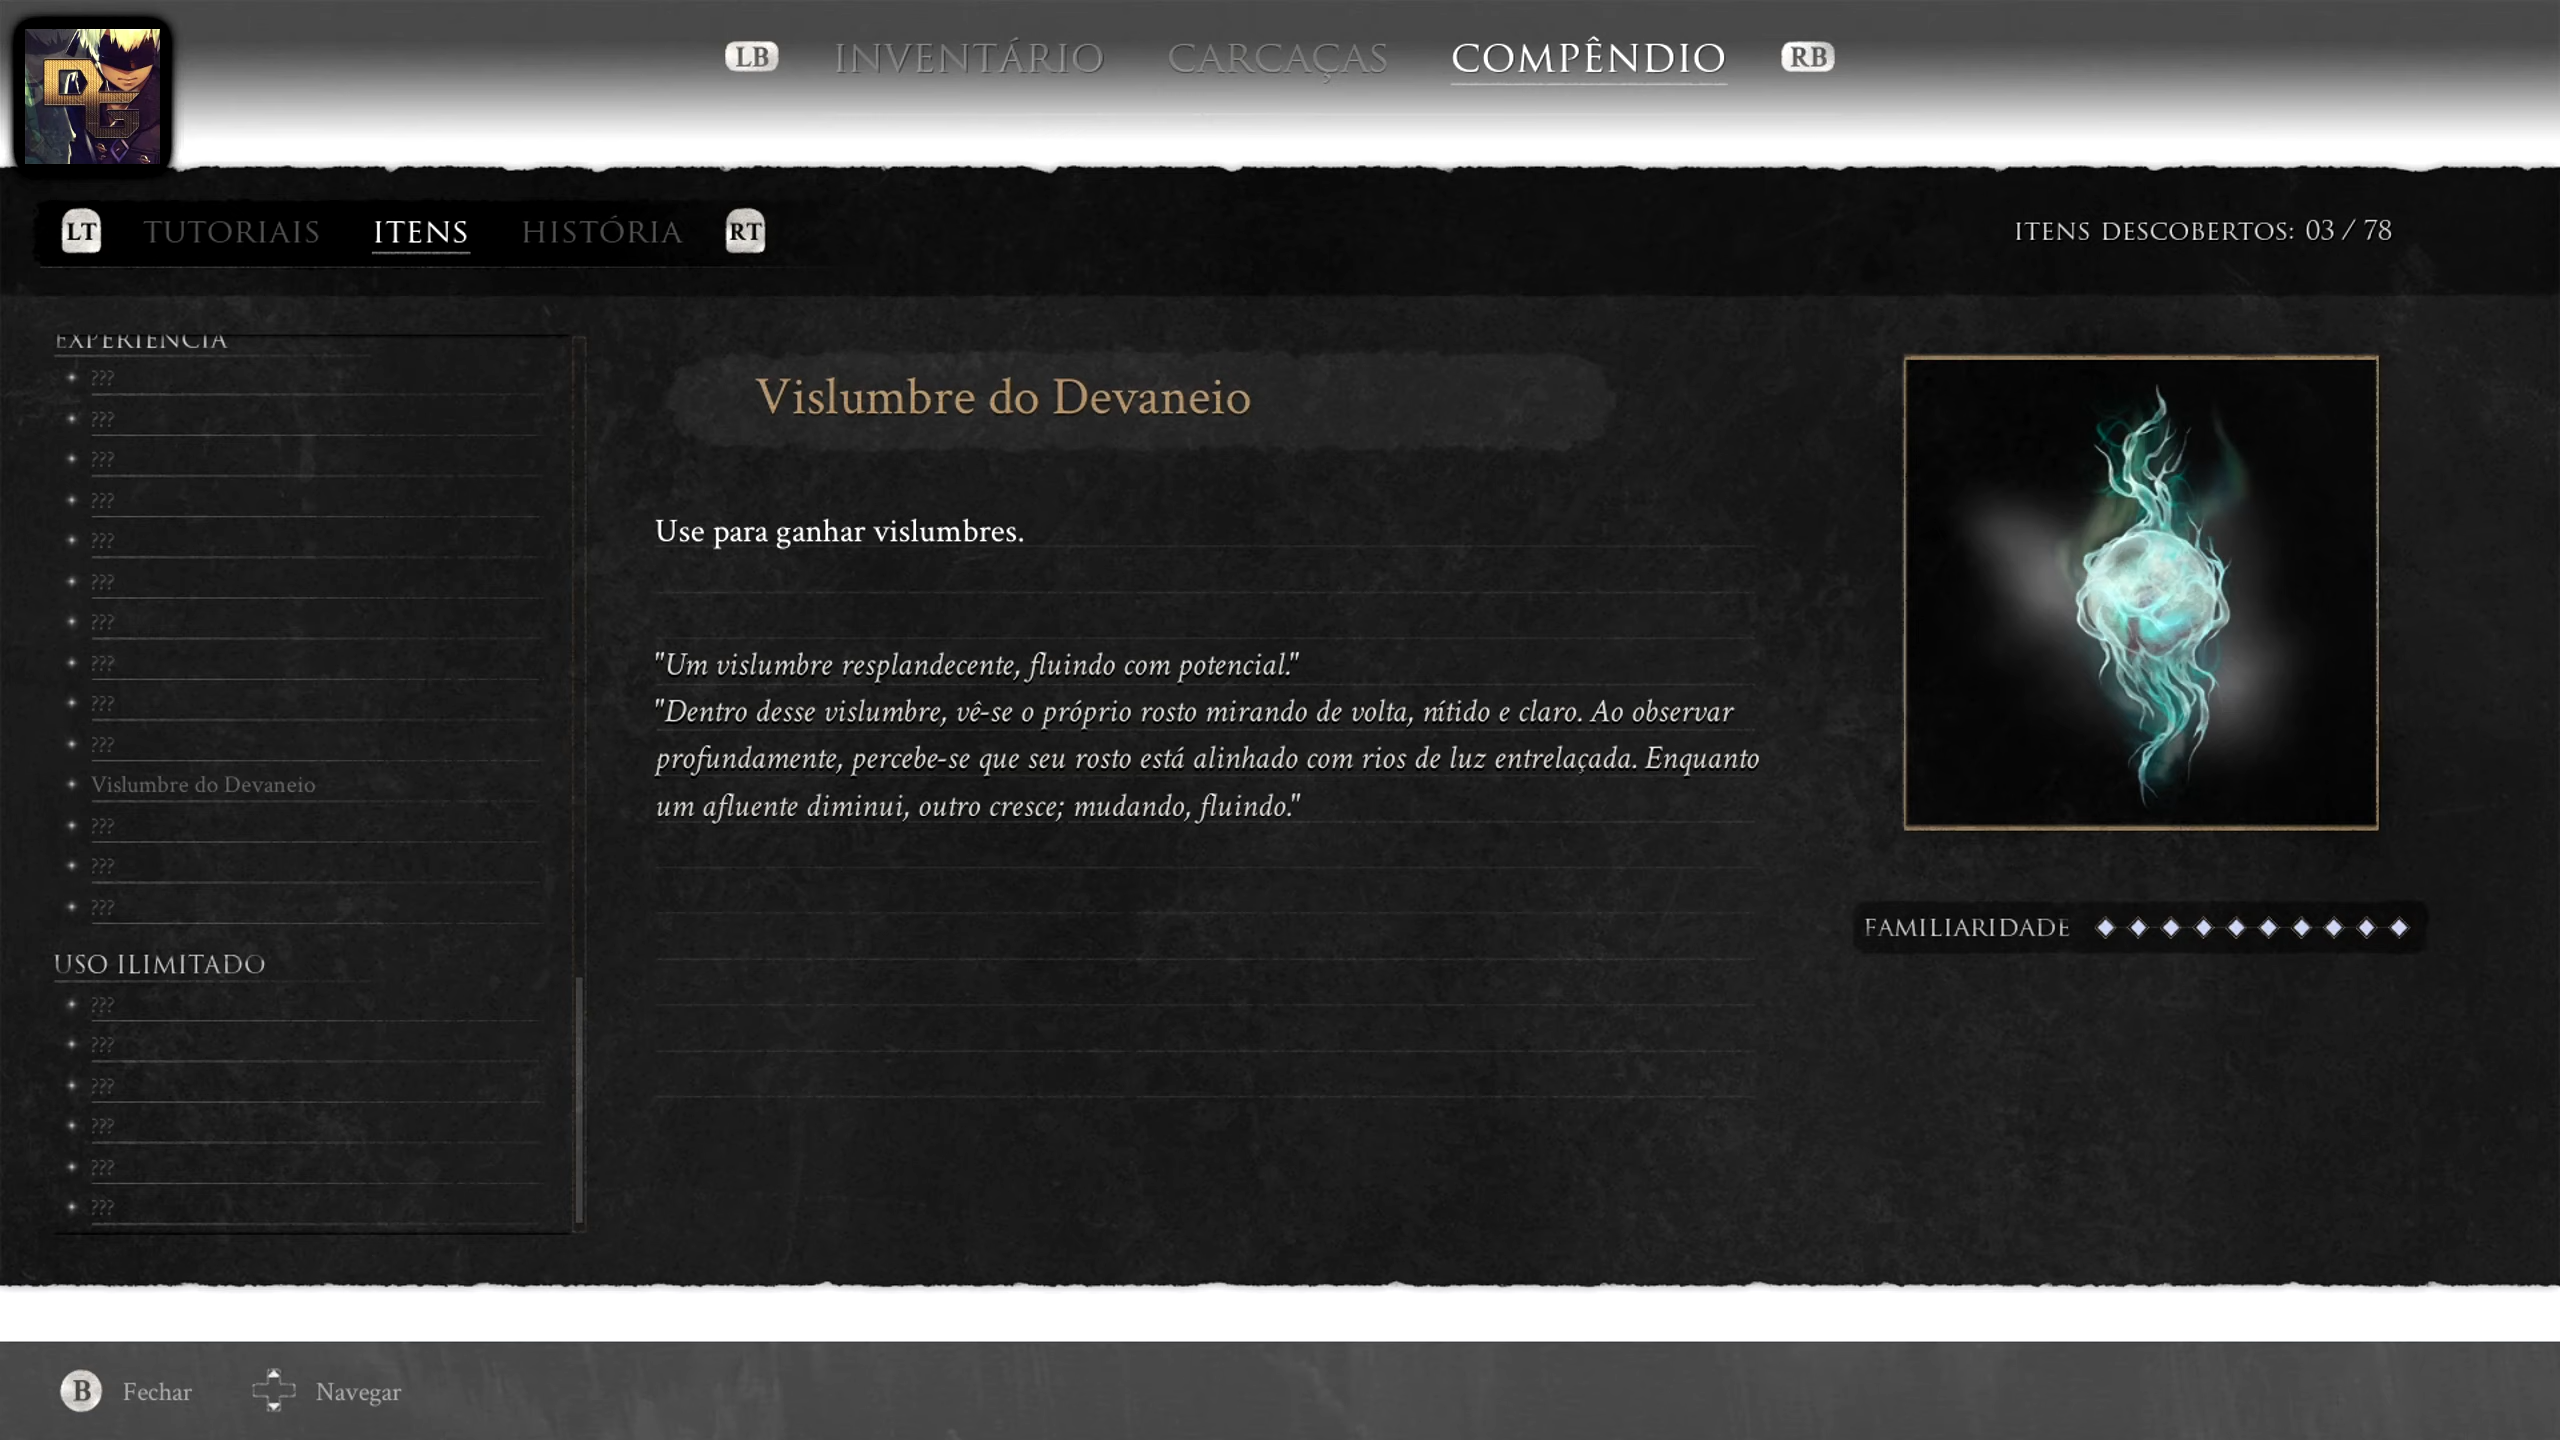 LB INVENTÁRIO CARCAÇAS COMPÊNDIO RB
DG
LT TUTORIAIS ITENS HISTÓRIA RT
ITENS DESCOBERTOS: 03 / 78
EXPERIÊNCIA
???
???
???
???
???
???
???
???
???
???
Vislumbre do Devaneio
???
???
???
USO ILIMITADO
???
???
???
???
???
???
Vislumbre do Devaneio
Use para ganhar vislumbres.
"Um vislumbre resplandecente, fluindo com potencial."
"Dentro desse vislumbre, vê-se o próprio rosto mirando de volta, nítido e claro. Ao observar
profundamente, percebe-se que seu rosto está alinhado com rios de luz entrelaçada. Enquanto
um afluente diminui, outro cresce; mudando, fluindo."
FAMILIARIDADE
B Fechar Navegar